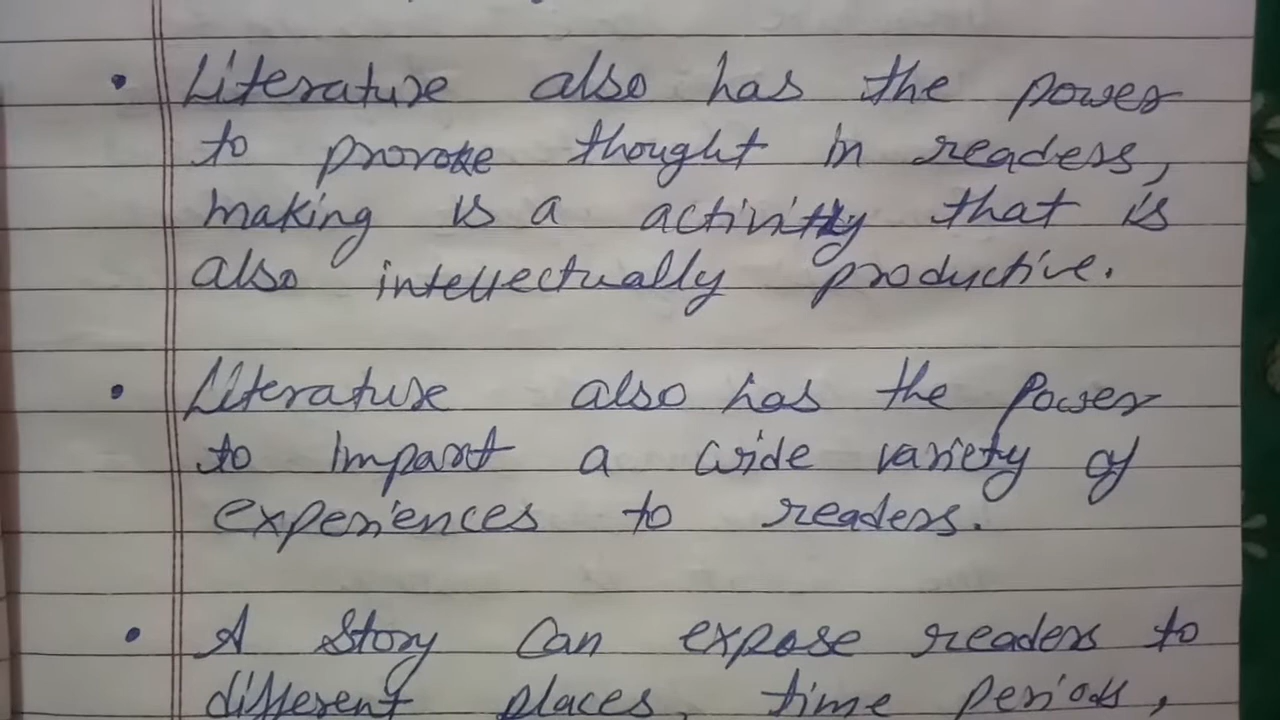 • Literature also has the power
to provoke thought in readers,
making is a activity that is
also intellectually productive.
• Literature also has the Power
to impart a wide variety of
experiences to readers.
• A Story Can expose readers to
different places, time periods,